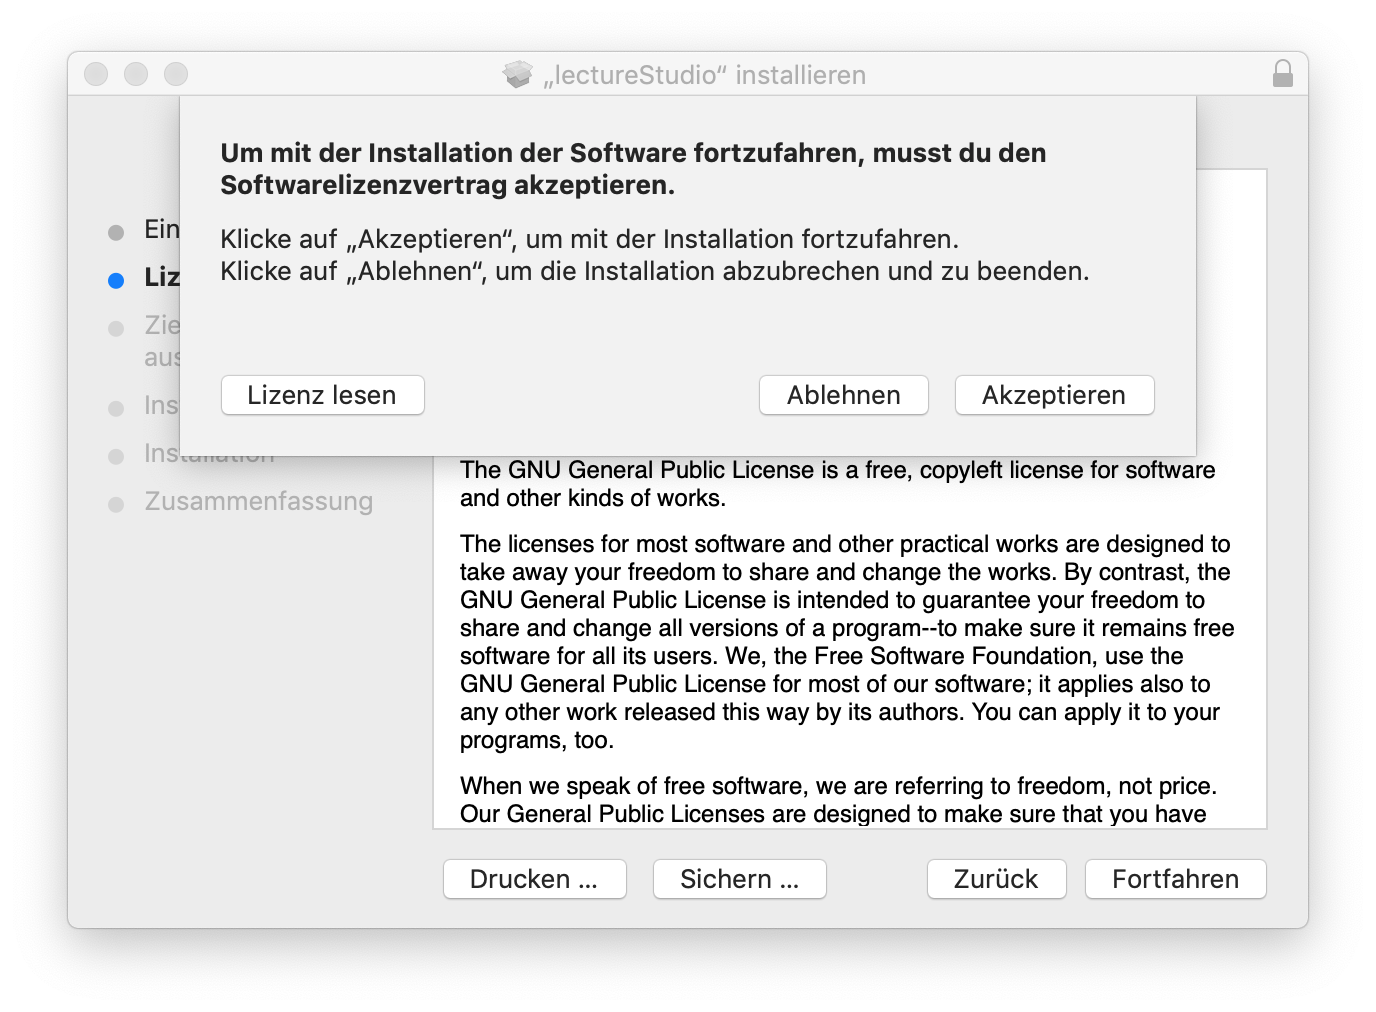 „lectureStudio“ installieren
Um mit der Installation der Software fortzufahren, musst du den
Softwarelizenzvertrag akzeptieren.
Klicke auf „Akzeptieren“, um mit der Installation fortzufahren.
Klicke auf „Ablehnen“, um die Installation abzubrechen und zu beenden.
Lizenz lesen
Ablehnen
Akzeptieren
Ein
Liz
Zie
aus
Ins
Installation
Zusammenfassung
The GNU General Public License is a free, copyleft license for software
and other kinds of works.
The licenses for most software and other practical works are designed to
take away your freedom to share and change the works. By contrast, the
GNU General Public License is intended to guarantee your freedom to
share and change all versions of a program--to make sure it remains free
software for all its users. We, the Free Software Foundation, use the
GNU General Public License for most of our software; it applies also to
any other work released this way by its authors. You can apply it to your
programs, too.
When we speak of free software, we are referring to freedom, not price.
Our General Public Licenses are designed to make sure that you have
Drucken ...
Sichern ...
Zurück
Fortfahren